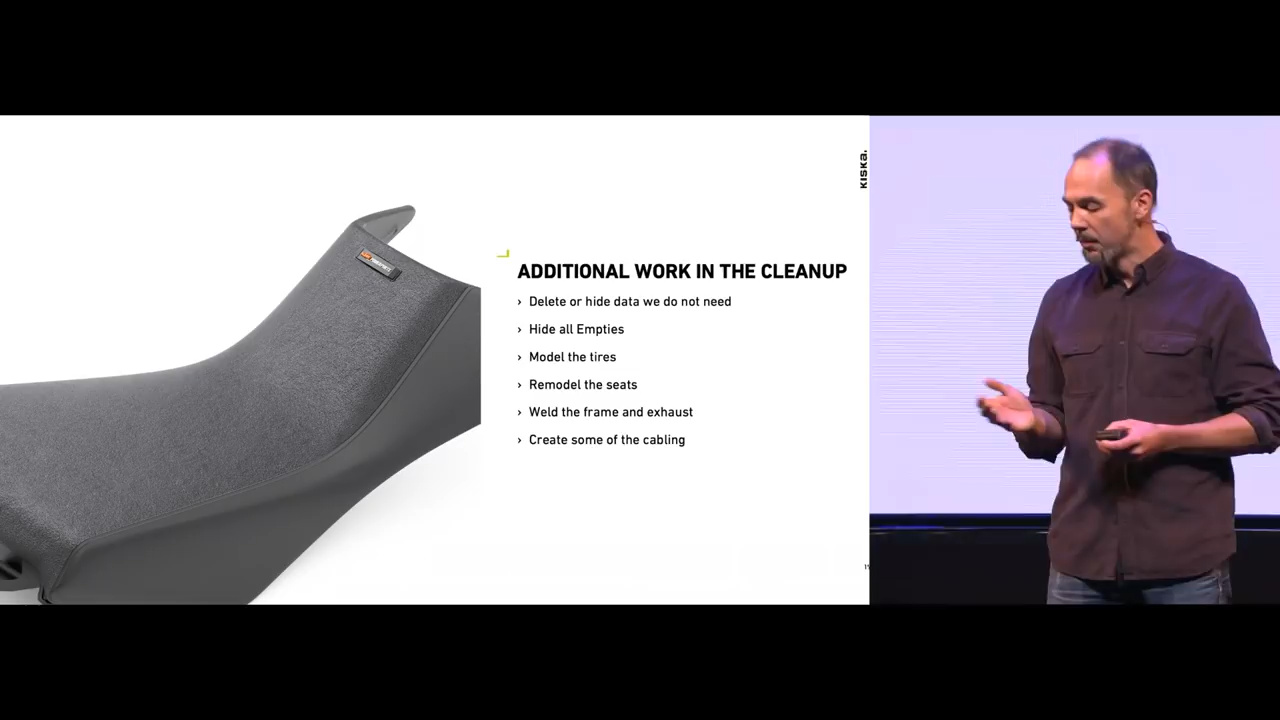 KISKA.
ADDITIONAL WORK IN THE CLEANUP
› Delete or hide data we do not need
› Hide all Empties
› Model the tires
› Remodel the seats
› Weld the frame and exhaust
› Create some of the cabling